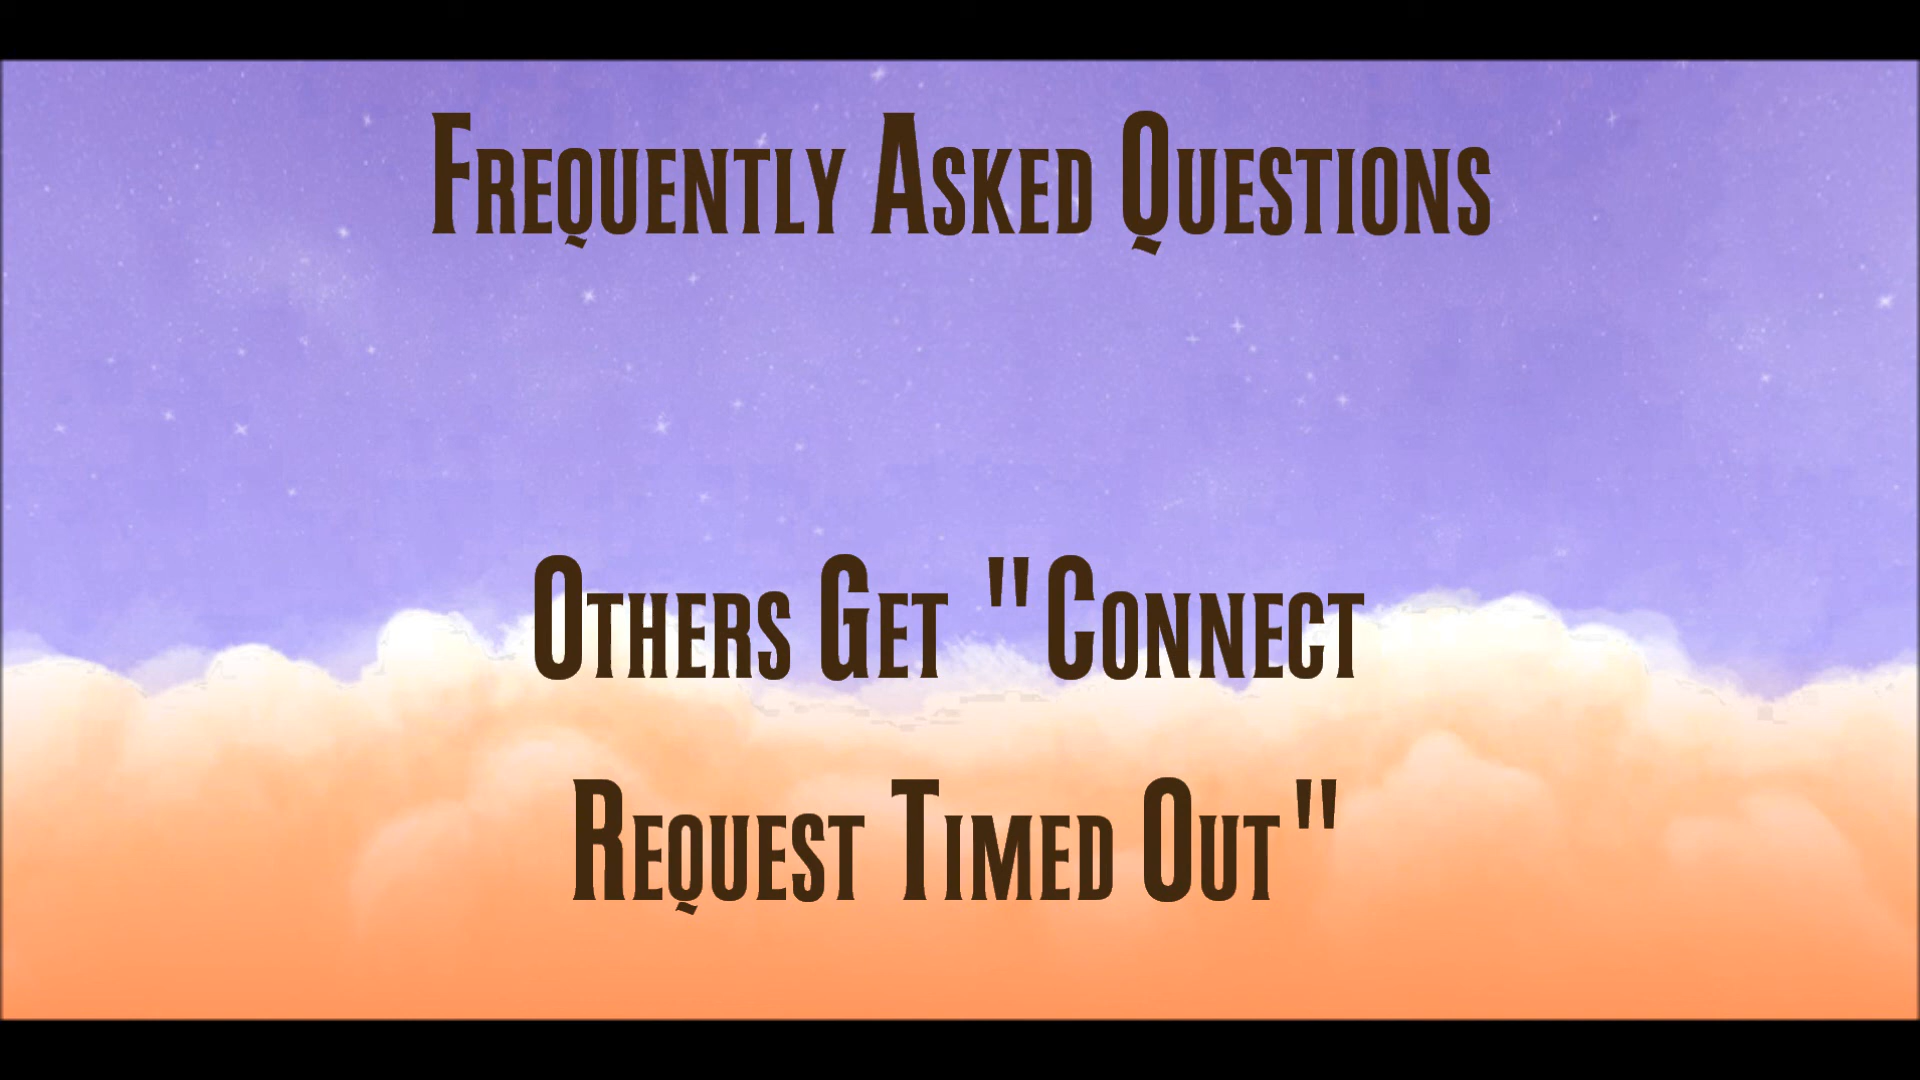 Frequently Asked Questions
Others Get "Connect
Request Timed Out"